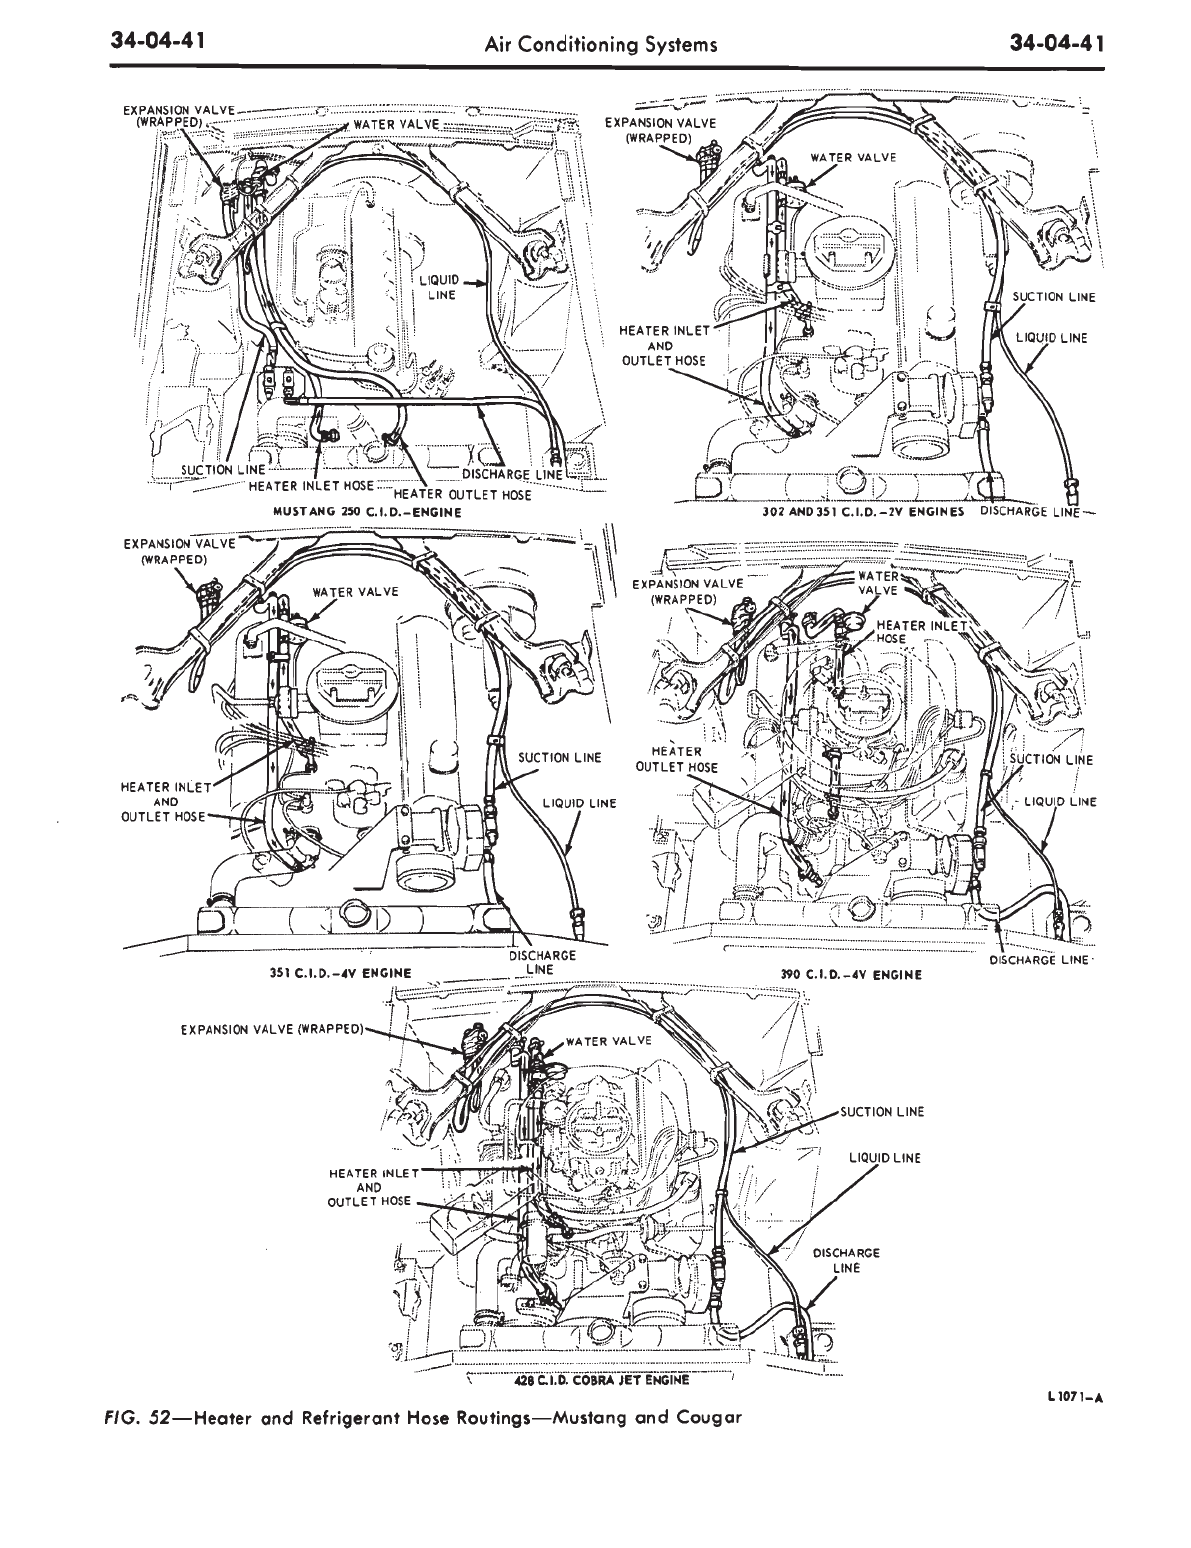 34-04-41
Air Conditioning Systems
34-04-41
EXPANSION VALVE
(WRAPPED)
WATER VALVE
LIQUID
LINE
SUCTION LINE
HEATER INLET HOSE
HEATER OUTLET HOSE
DISCHARGE LINE
MUSTANG 250 C.I.D.-ENGINE
EXPANSION VALVE
(WRAPPED)
WATER VALVE
SUCTION LINE
LIQUID LINE
HEATER INLET
AND
OUTLET HOSE
302 AND 351 C.I.D.-2V ENGINES
DISCHARGE LINE
EXPANSION VALVE
(WRAPPED)
WATER VALVE
SUCTION LINE
LIQUID LINE
HEATER INLET
AND
OUTLET HOSE
DISCHARGE
LINE
351 C.I.D.-4V ENGINE
EXPANSION VALVE
(WRAPPED)
WATER
VALVE
HEATER INLET
HOSE
HEATER
OUTLET HOSE
SUCTION LINE
LIQUID LINE
DISCHARGE LINE
390 C.I.D.-4V ENGINE
EXPANSION VALVE (WRAPPED)
WATER VALVE
SUCTION LINE
LIQUID LINE
HEATER INLET
AND
OUTLET HOSE
DISCHARGE
LINE
428 C.I.D. COBRA JET ENGINE
L1071-A
FIG. 52—Heater and Refrigerant Hose Routings—Mustang and Cougar